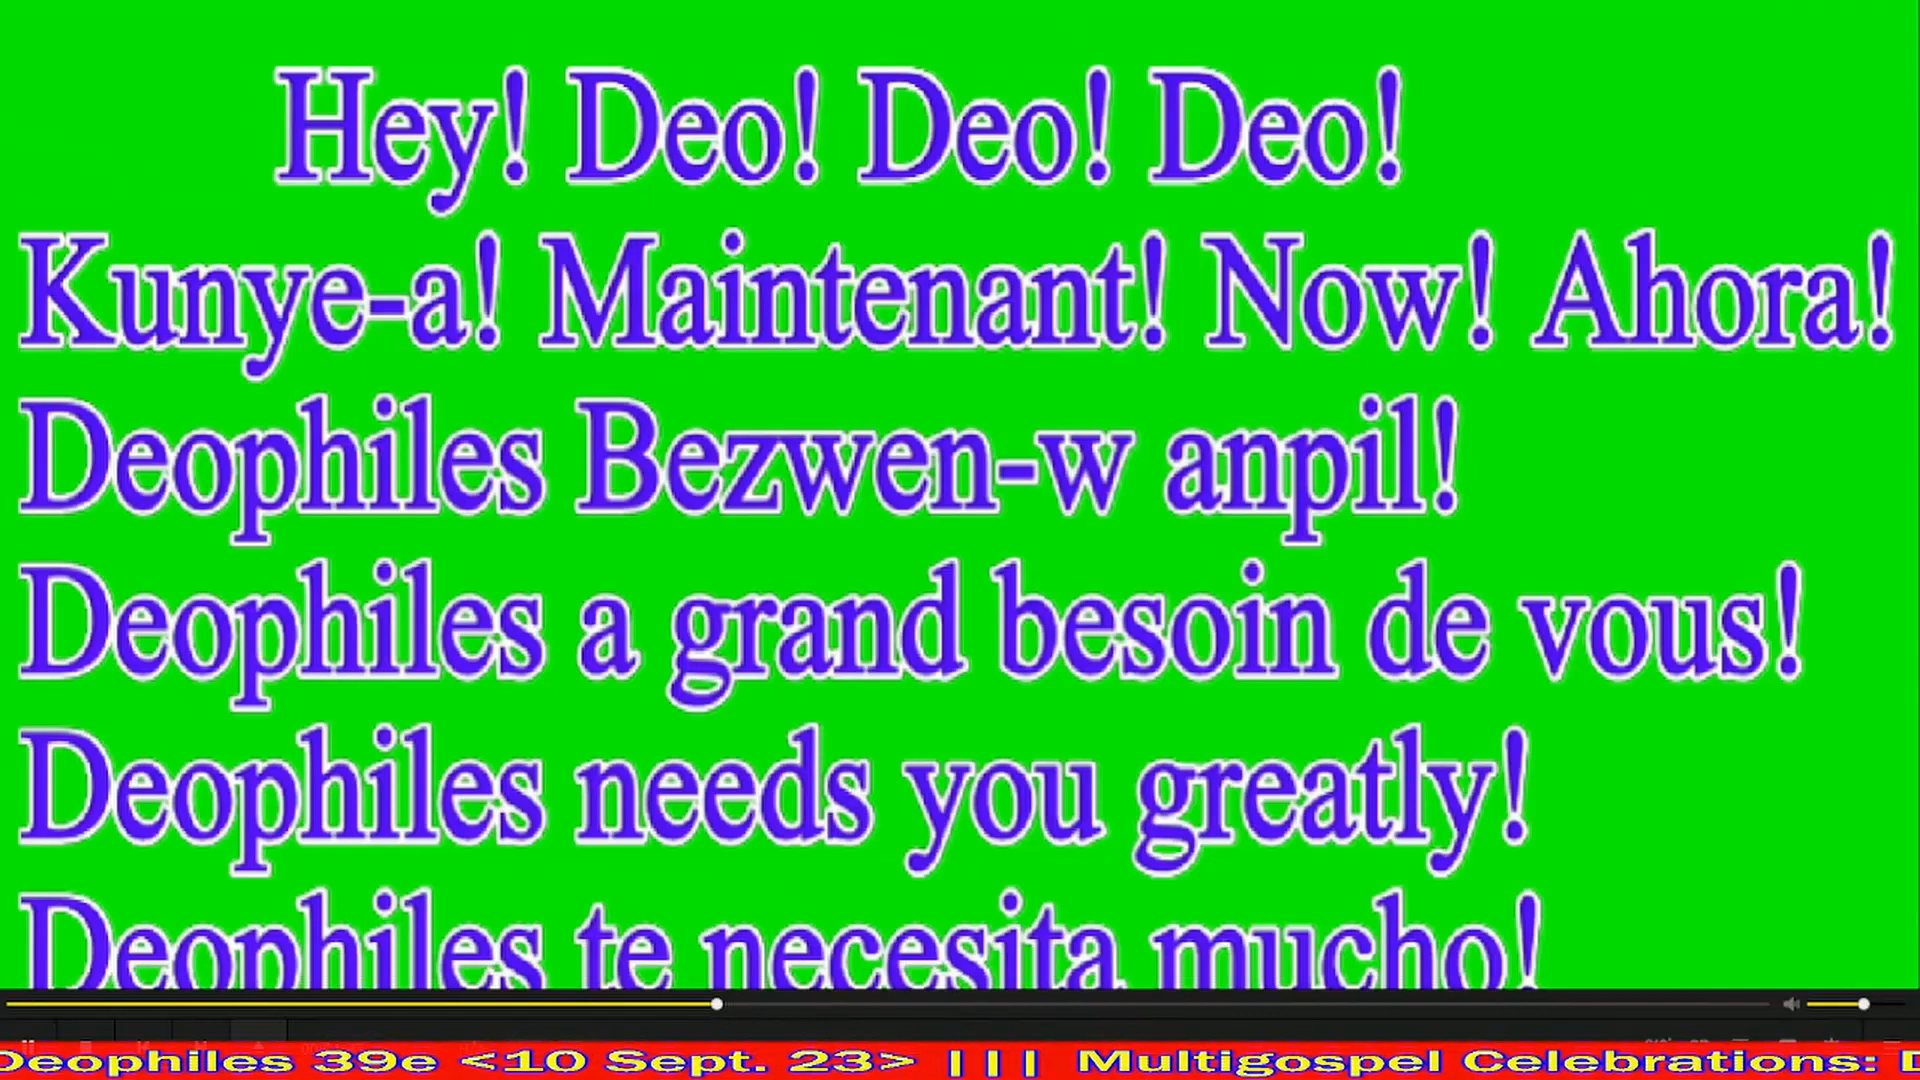 Hey! Deo! Deo! Deo!
Kunye-a! Maintenant! Now! Ahora!
Deophiles Bezwen-w anpil!
Deophiles a grand besoin de vous!
Deophiles needs you greatly!
Deophiles te necesita mucho!
Deophiles 39e <10 Sept. 23> ||| Multigospel Celebrations: